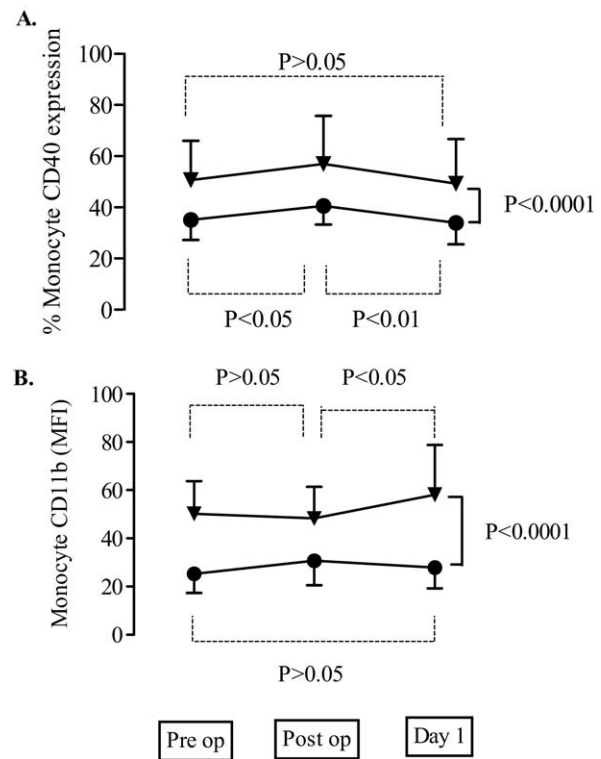 A.
% Monocyte CD40 expression
100
80
60
40
20
0
P>0.05
P<0.0001
P<0.05
P<0.01
B.
Monocyte CD11b (MFI)
100
80
60
40
20
0
P>0.05
P<0.05
P<0.0001
P>0.05
Pre op
Post op
Day 1